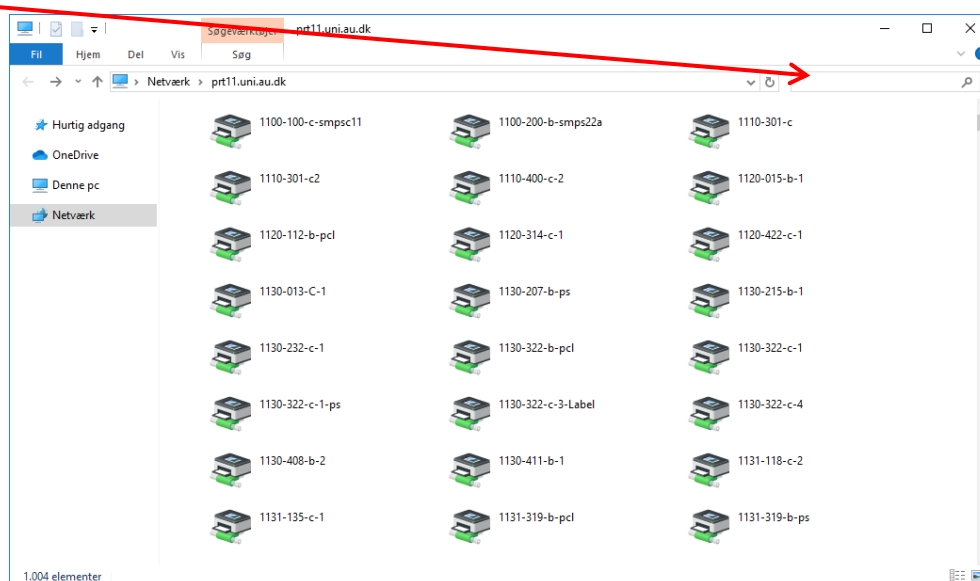 Søgeværktøjer prt11.uni.au.dk
Fil Hjem Del Vis Søg
Netværk > prt11.uni.au.dk
Hurtig adgang
OneDrive
Denne pc
Netværk
1100-100-c-smpsc11 1100-200-b-smps22a 1110-301-c
1110-301-c2 1110-400-c-2 1120-015-b-1
1120-112-b-pcl 1120-314-c-1 1120-422-c-1
1130-013-C-1 1130-207-b-ps 1130-215-b-1
1130-232-c-1 1130-322-b-pcl 1130-322-c-1
1130-322-c-1-ps 1130-322-c-3-Label 1130-322-c-4
1130-408-b-2 1130-411-b-1 1131-118-c-2
1131-135-c-1 1131-319-b-pcl 1131-319-b-ps
1.004 elementer